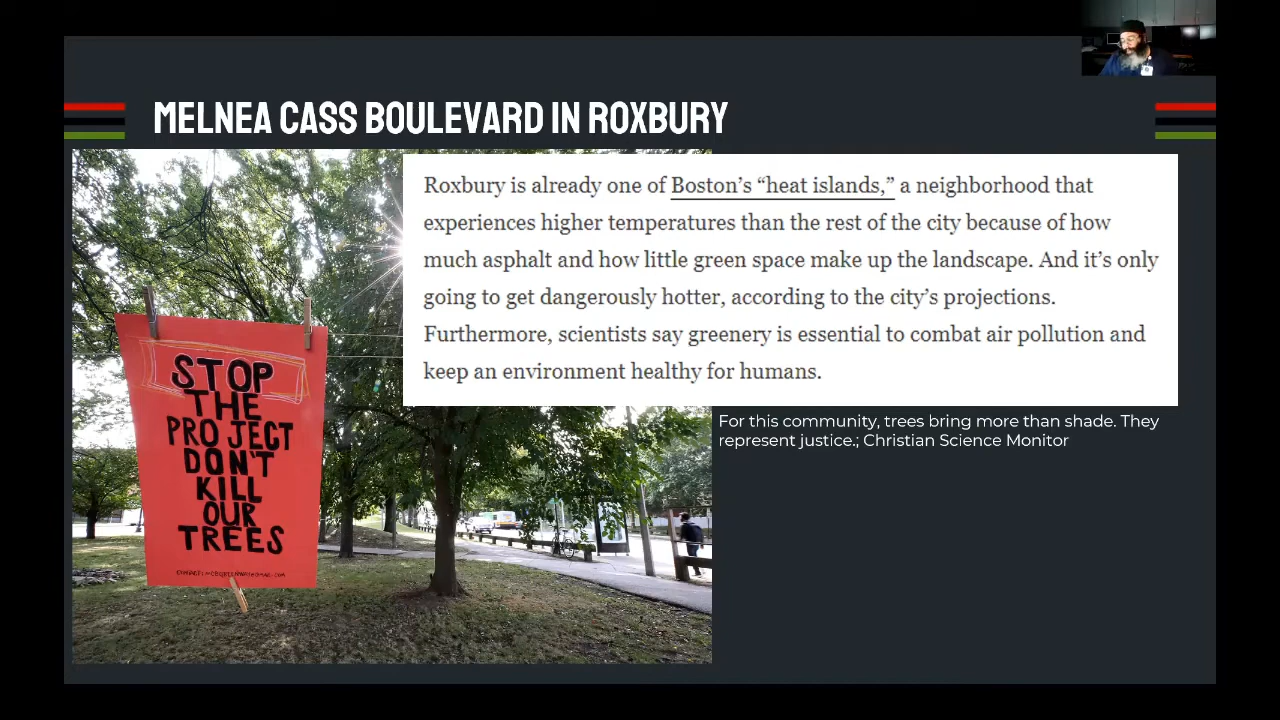 MELNEA CASS BOULEVARD IN ROXBURY
Roxbury is already one of Boston's “heat islands,” a neighborhood that
experiences higher temperatures than the rest of the city because of how
much asphalt and how little green space make up the landscape. And it's only
going to get dangerously hotter, according to the city's projections.
Furthermore, scientists say greenery is essential to combat air pollution and
keep an environment healthy for humans.
For this community, trees bring more than shade. They
represent justice.; Christian Science Monitor
STOP
THE
PROJECT
DON'T
KILL
OUR
TREES